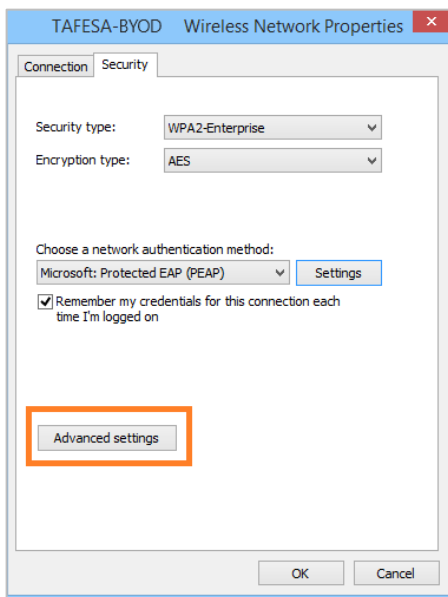 TAFESA-BYOD Wireless Network Properties
Connection Security
Security type: WPA2-Enterprise
Encryption type: AES
Choose a network authentication method:
Microsoft: Protected EAP (PEAP) Settings
Remember my credentials for this connection each
time I'm logged on
Advanced settings
OK Cancel